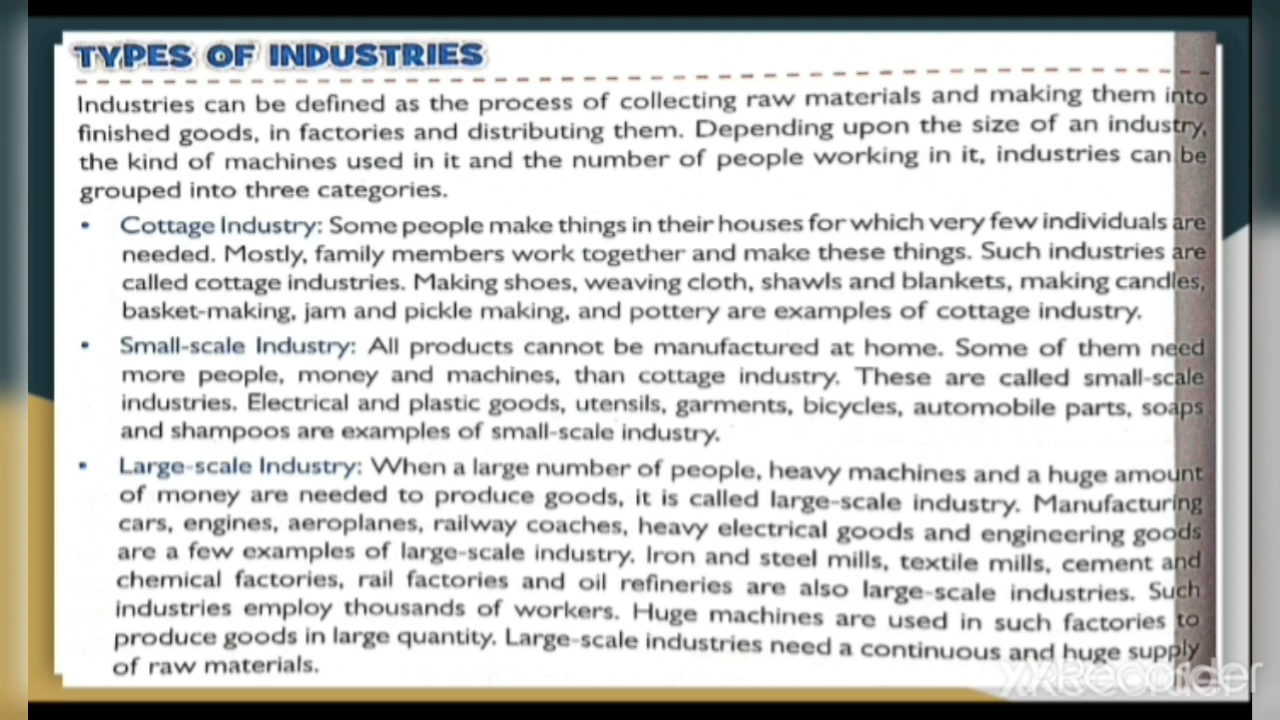 TYPES OF INDUSTRIES
Industries can be defined as the process of collecting raw materials and making them into
finished goods, in factories and distributing them. Depending upon the size of an industry,
the kind of machines used in it and the number of people working in it, industries can be
grouped into three categories.
• Cottage Industry: Some people make things in their houses for which very few individuals are
needed. Mostly, family members work together and make these things. Such industries are
called cottage industries. Making shoes, weaving cloth, shawls and blankets, making candles,
basket-making, jam and pickle making, and pottery are examples of cottage industry.
• Small-scale Industry: All products cannot be manufactured at home. Some of them need
more people, money and machines, than cottage industry. These are called small-scale
industries. Electrical and plastic goods, utensils, garments, bicycles, automobile parts, soaps
and shampoos are examples of small-scale industry.
• Large-scale Industry: When a large number of people, heavy machines and a huge amount
of money are needed to produce goods, it is called large-scale industry. Manufacturing
cars, engines, aeroplanes, railway coaches, heavy electrical goods and engineering goods
are a few examples of large-scale industry. Iron and steel mills, textile mills, cement and
chemical factories, rail factories and oil refineries are also large-scale industries. Such
industries employ thousands of workers. Huge machines are used in such factories to
produce goods in large quantity. Large-scale industries need a continuous and huge supply
of raw materials.
XXRecorder